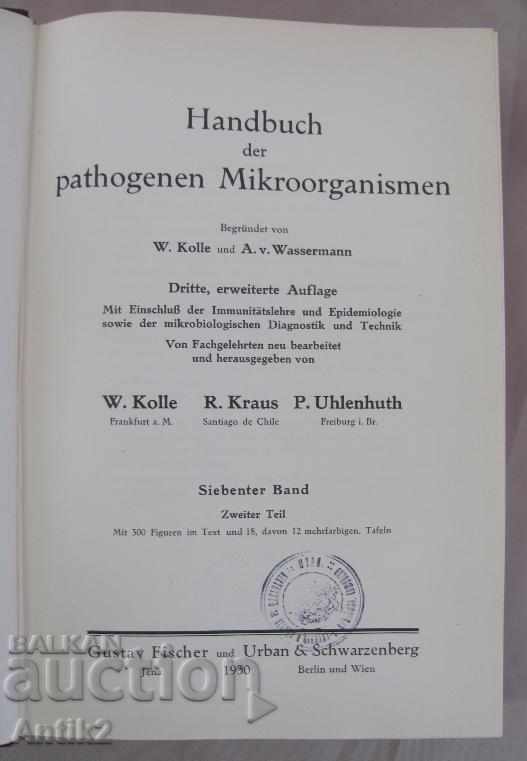 Handbuch
der
pathogenen Mikroorganismen
Begründet von
W. Kolle und A. v. Wassermann
Dritte, erweiterte Auflage
Mit Einschluß der Immunitätslehre und Epidemiologie
sowie der mikrobiologischen Diagnostik und Technik
Von Fachgelehrten neu bearbeitet
und herausgegeben von
W. Kolle R. Kraus P. Uhlenhuth
Frankfurt a. M. Santiago de Chile Freiburg i. Br.
Siebenter Band
Zweiter Teil
Mit 300 Figuren im Text und 18, davon 12 mehrfarbigen, Tafeln
Gustav Fischer und Urban & Schwarzenberg
Jena 1930 Berlin und Wien
BALKAN
auction
Antik2